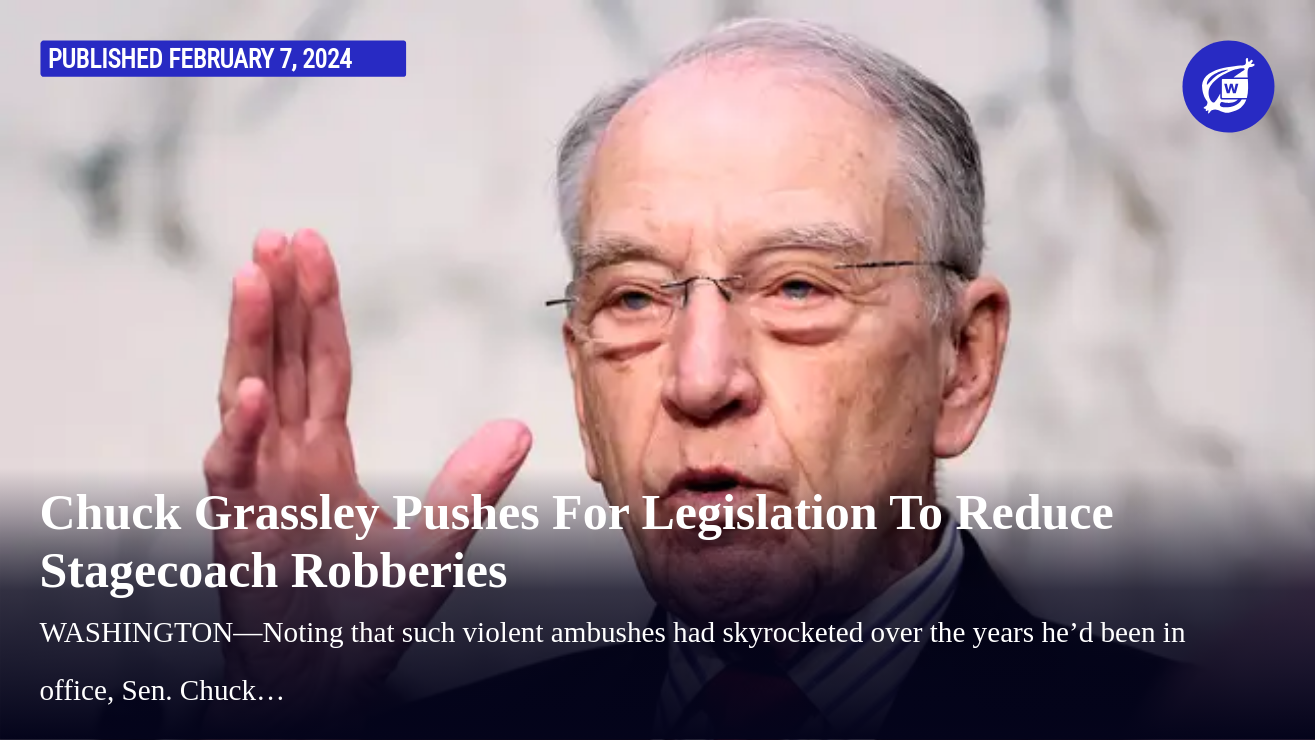 PUBLISHED FEBRUARY 7, 2024
W
Chuck Grassley Pushes For Legislation To Reduce
Stagecoach Robberies
WASHINGTON—Noting that such violent ambushes had skyrocketed over the years he’d been in
office, Sen. Chuck…